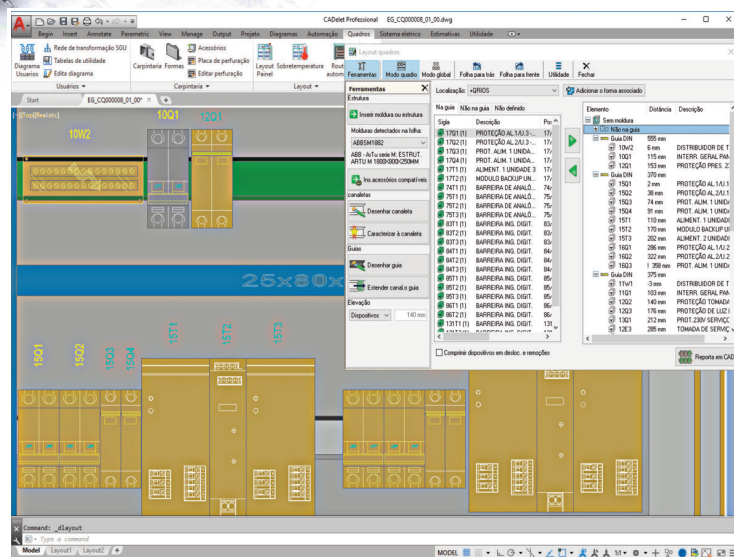 CADelet Professional EG_CQ000008_01_00.dwg
Begin Insert Annotate Parametric View Manage Output Projeto Diagramas Automação Quadros Sistema elétrico Estimativas Utilidade
Diagrama Usuarios
Rede de transformação SGU
Tabelas de utilidade
Edita diagrama
Usuários
Carpintaria Formas
Acessórios
Placa de perfuração
Editar perfuração
Carpintaria
Layout Painel
Sobretemperatura
Layout
Start EG_CQ000008_01_00*
[-][Top][Realistic]
10W2
10Q1
12Q1
25x80x
15Q1
15Q2
15Q3
15Q4
15T1
15T2
15T3
Layout quadros
Ferramentas Modo quadro Modo global Folha para trás Folha para frente Utilidade Fechar
Ferramentas
Estrutura
Inserir moldura ou estrutura
Molduras detectadas na folha:
ABBSM1882
ABB - ArTu serie M: ESTRUT.
ARTU M 1800X800X250MM
Ins.acessórios compatíveis
canaletas
Desenhar canaleta
Caracterizar à canaleta
Guias
Desenhar guia
Extender canal.o guia
Elevação
Dispositivos 140 mm
Localização: +QRIOS
Adicionar o forma associado
Na guia Não na guia Não definido
Sigla Descrição
17Q1 (1) PROTEÇÃO AL.1/U.3 -...
17Q2 (1) PROTEÇÃO AL.2/U.3 -...
17Q3 (1) PROT. ALIM. 1 UNIDA...
17Q4 (1) PROT. ALIM. 1 UNIDA...
17T1 (1) ALIMENT. 1 UNIDADE 3
17T2 (1) MODULO BACKUP UN...
74T1 (1) BARREIRA DE ANALÓ...
75T1 (1) BARREIRA DE ANALÓ...
75T2 (1) BARREIRA DE ANALÓ...
75T3 (1) BARREIRA DE ANALÓ...
83T1 (1) BARREIRA ING. DIGIT.
83T2 (1) BARREIRA ING. DIGIT.
83T3 (1) BARREIRA ING. DIGIT.
84T1 (1) BARREIRA ING. DIGIT.
84T2 (1) BARREIRA ING. DIGIT.
84T3 (1) BARREIRA ING. DIGIT.
85T1 (1) BARREIRA ING. DIGIT.
85T2 (1) BARREIRA ING. DIGIT.
85T3 (1) BARREIRA ING. DIGIT.
86T1 (1) BARREIRA ING. DIGIT.
86T2 (1) BARREIRA ING. DIGIT.
131T1 (1) BARREIRA ING. DIGIT. 131
Comprimir dispositivos em desloc. e remoções
Elemento Distância Descrição
Sem moldura
Não na guia
Guia DIN 555 mm
10W2 6 mm DISTRIBUIDOR DE T
10Q1 115 mm INTERR. GERAL PAN
12Q1 153 mm PROTEÇÃO PRES. 2
Guia DIN 370 mm
15Q1 2 mm PROTEÇÃO AL.1/U.1
15Q2 38 mm PROTEÇÃO AL.2/U.1
15Q3 74 mm PROT. ALIM. 1 UNID
15Q4 91 mm PROT. ALIM. 1 UNID
15T1 110 mm ALIMENT. 1 UNIDADI
15T2 170 mm MODULO BACKUP U
15T3 202 mm ALIMENT. 2 UNIDADI
16Q1 286 mm PROTEÇÃO AL.1/U.2
16Q2 322 mm PROTEÇÃO AL.2/U.2
16Q3 358 mm PROT. ALIM. 1 UNID
Guia DIN 375 mm
11W1 -3 mm DISTRIBUIDOR DE T
11Q1 103 mm INTERR. GERAL PAN
12Q2 140 mm PROTEÇÃO TOMADA
12Q3 176 mm PROTEÇÃO DE LUZ I
13Q1 212 mm PROT.230V SERVIÇO
12E3 285 mm TOMADA DE SERVIÇ
Reporta em CAD
Command: _dlayout
Type a command
Model Layout1 Layout2 +
MODEL